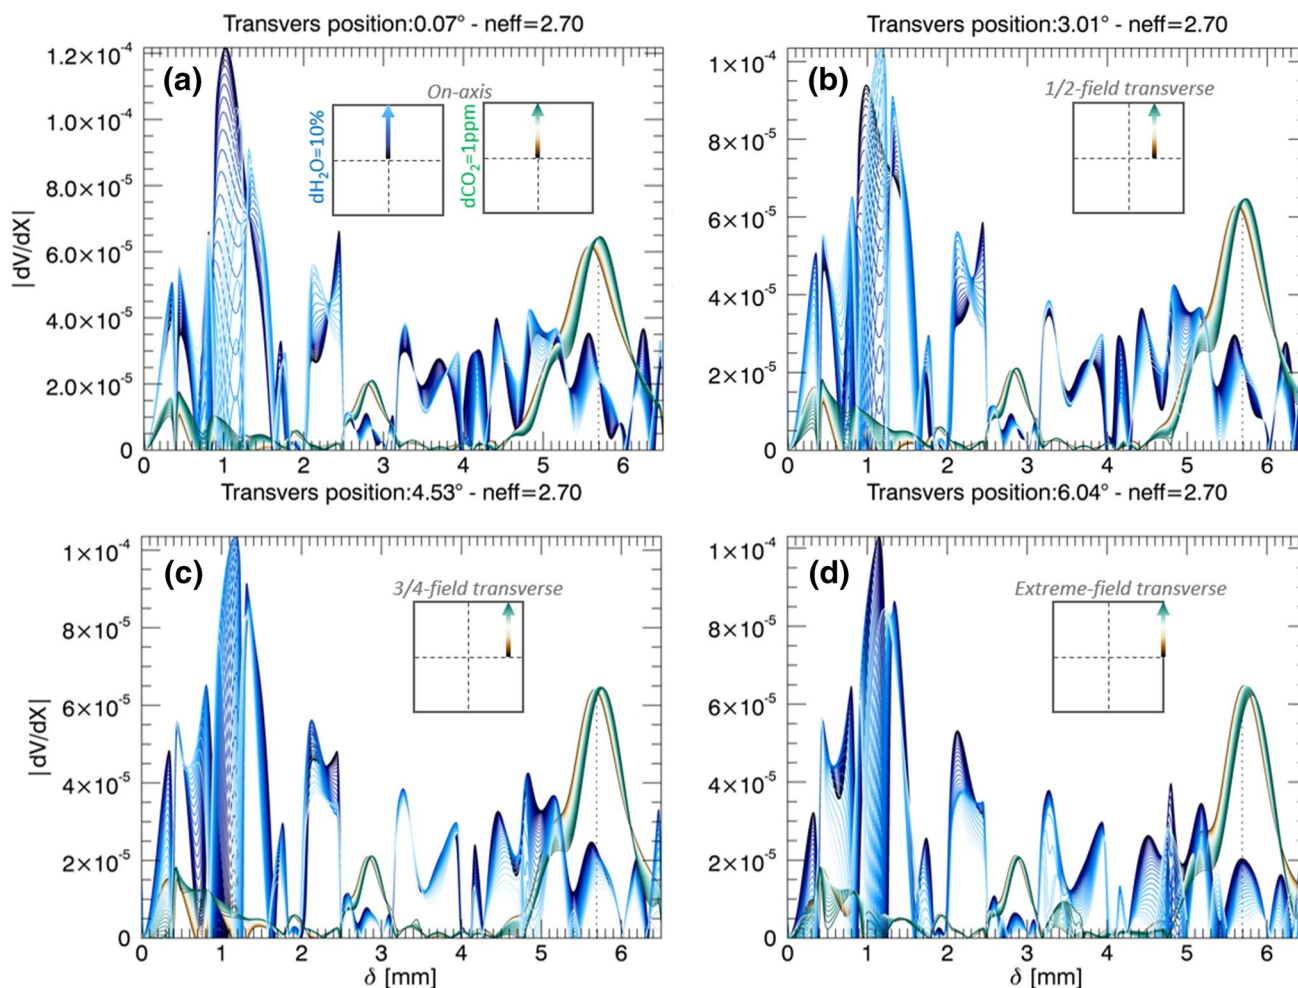 Transvers position:0.07° - neff=2.70
Transvers position:3.01° - neff=2.70
(a)
On-axis
dH₂O=10%
dCO₂=1ppm
|dV/dX|
1.2×10⁻⁴
1.0×10⁻⁴
8.0×10⁻⁵
6.0×10⁻⁵
4.0×10⁻⁵
2.0×10⁻⁵
0
0 1 2 3 4 5 6
(b)
1/2-field transverse
1×10⁻⁴
8×10⁻⁵
6×10⁻⁵
4×10⁻⁵
2×10⁻⁵
0
0 1 2 3 4 5 6
Transvers position:4.53° - neff=2.70
Transvers position:6.04° - neff=2.70
(c)
3/4-field transverse
|dV/dX|
1×10⁻⁴
8×10⁻⁵
6×10⁻⁵
4×10⁻⁵
2×10⁻⁵
0
0 1 2 3 4 5 6
δ [mm]
(d)
Extreme-field transverse
1×10⁻⁴
8×10⁻⁵
6×10⁻⁵
4×10⁻⁵
2×10⁻⁵
0
0 1 2 3 4 5 6
δ [mm]